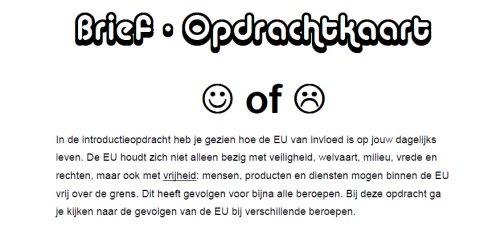 Brief • Opdrachtkaart
☺ of ☹
In de introductieopdracht heb je gezien hoe de EU van invloed is op jouw dagelijks
leven. De EU houdt zich niet alleen bezig met veiligheid, welvaart, milieu, vrede en
rechten, maar ook met vrijheid: mensen, producten en diensten mogen binnen de EU
vrij over de grens. Dit heeft gevolgen voor bijna alle beroepen. Bij deze opdracht ga
je kijken naar de gevolgen van de EU bij verschillende beroepen.